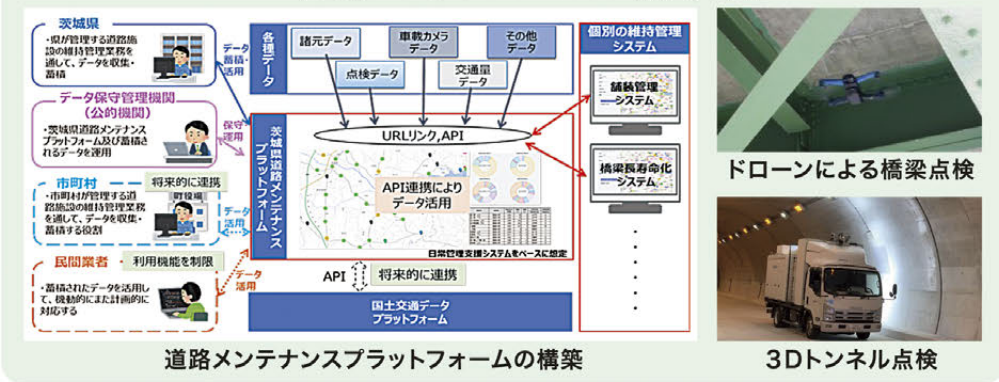 茨城県
・県が管理する道路施
設の維持管理業務を
通して、データを収集・
蓄積
データ
蓄積・
活用
データ保守管理機関
(公的機関)
・茨城県道路メンテナンス
プラットフォーム及び蓄積さ
れるデータを運用
保守
運用
市町村
将来的に連携
・市町村が管理する道
路施設の維持管理業務
を通して、データを収集・
蓄積する役割
町役場
データ
活用
民間業者
利用機能を制限
・蓄積されたデータを活用し
て、機動的にまた計画的に
対応する
データ
活用
各種データ
諸元データ
車載カメラ
データ
その他
データ
点検データ
交通量
データ
茨城県道路メンテナンス
プラットフォーム
URLリンク,API
API連携により
データ活用
日常管理支援システムをベースに想定
API
将来的に連携
国土交通データ
プラットフォーム
個別の維持管理
システム
舗装管理
システム
橋梁長寿命化
システム
道路メンテナンスプラットフォームの構築
ドローンによる橋梁点検
3Dトンネル点検